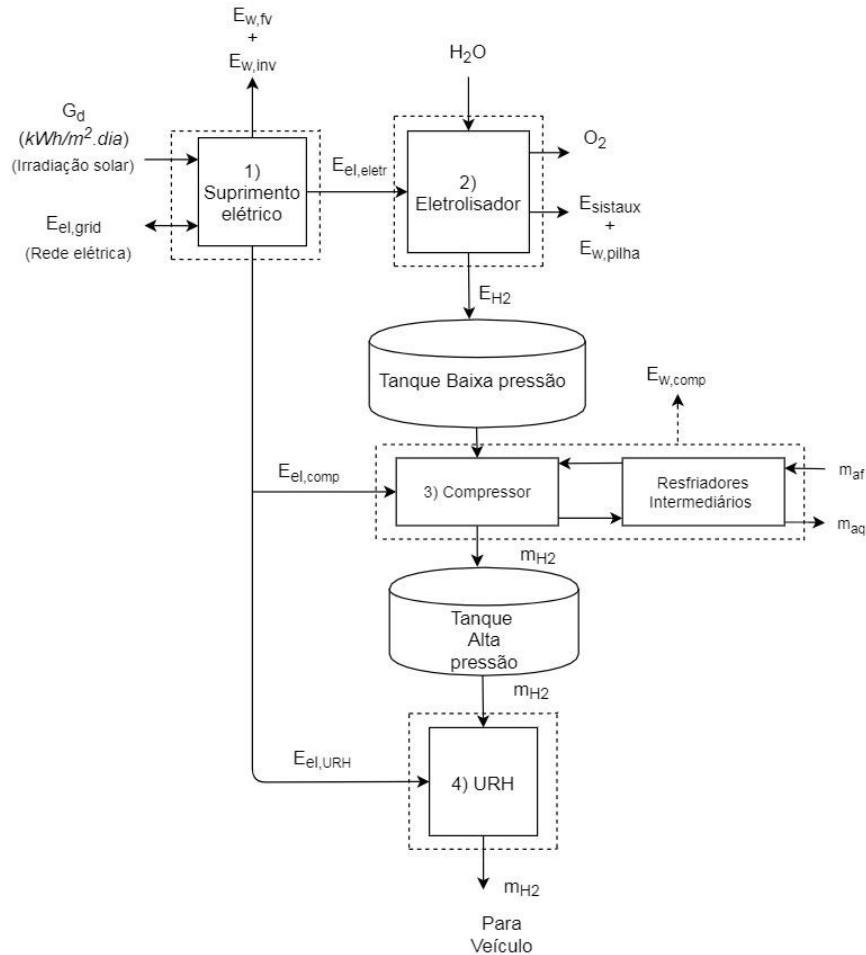 E_w,fv
+
E_w,inv
H₂O
G_d
(kWh/m².dia)
(Irradiação solar)
1)
Suprimento
elétrico
E_el,eletr
2)
Eletrolisador
O₂
E_sistaux
+
E_w,pilha
E_el,grid
(Rede elétrica)
E_H2
Tanque Baixa pressão
E_w,comp
E_el,comp
3) Compressor
Resfriadores
Intermediários
m_af
m_aq
m_H2
Tanque
Alta
pressão
m_H2
E_el,URH
4) URH
m_H2
Para
Veículo